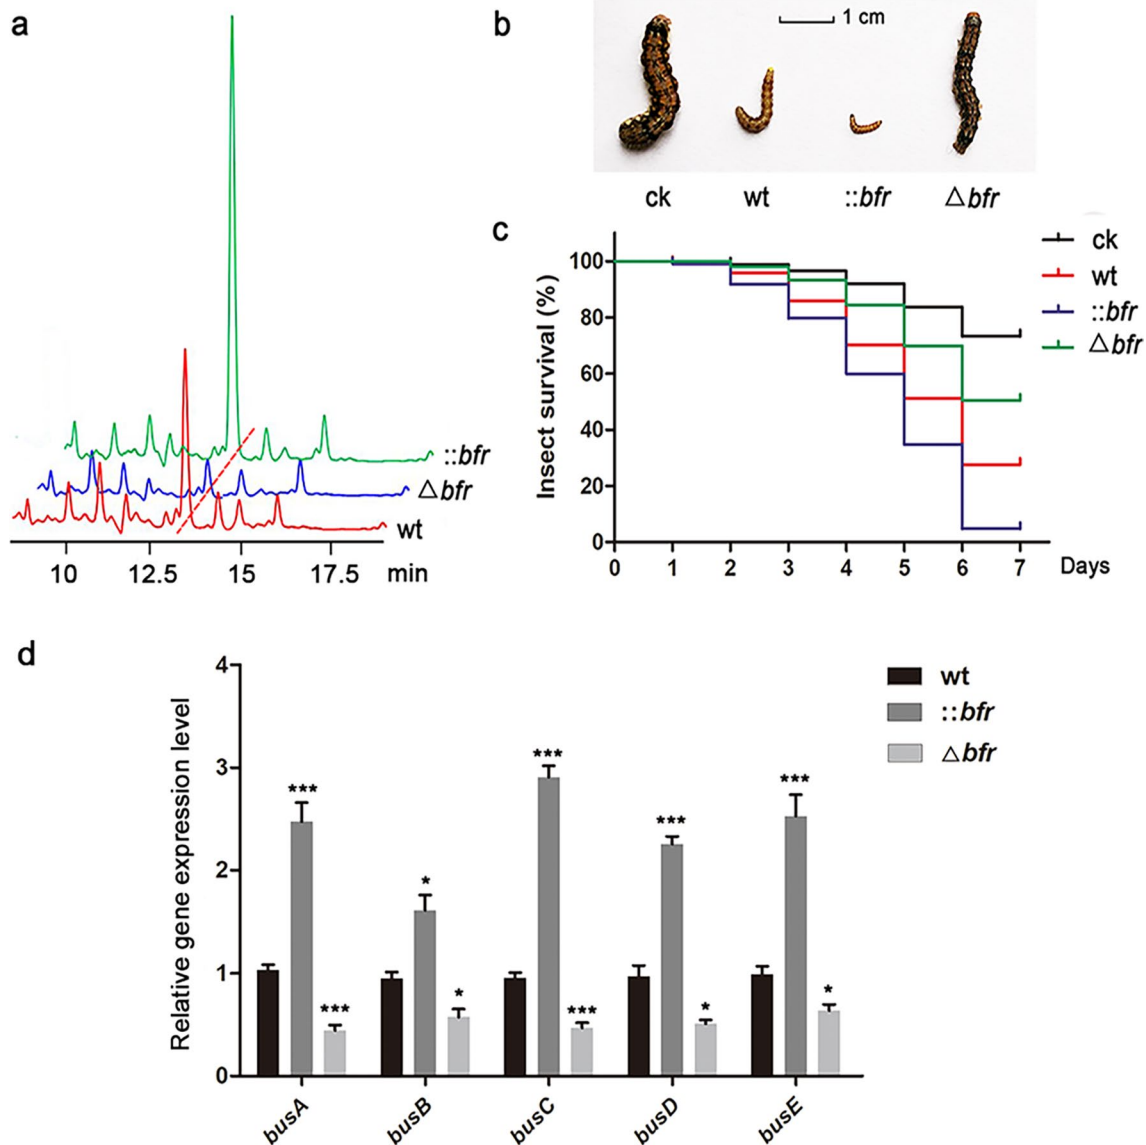 a
::bfr
△bfr
wt
10 12.5 15 17.5 min
b
1 cm
ck wt ::bfr △bfr
c
Insect survival (%)
100
80
60
40
20
0
0 1 2 3 4 5 6 7 Days
ck
wt
::bfr
△bfr
d
Relative gene expression level
4
3
2
1
0
*** *** * * *** *** *** * *** *
busA busB busC busD busE
wt
::bfr
△bfr